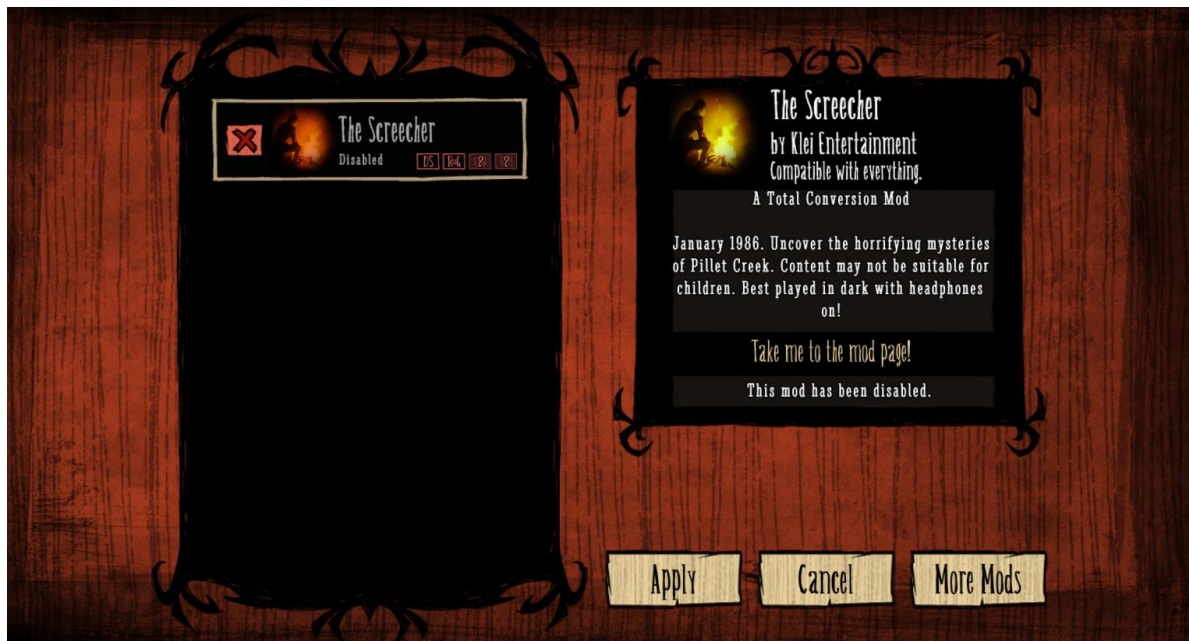 The Screecher
Disabled
DS RoG
The Screecher
by Klei Entertainment
Compatible with everything.
A Total Conversion Mod
January 1986. Uncover the horrifying mysteries
of Pillet Creek. Content may not be suitable for
children. Best played in dark with headphones
on!
Take me to the mod page!
This mod has been disabled.
Apply
Cancel
More Mods